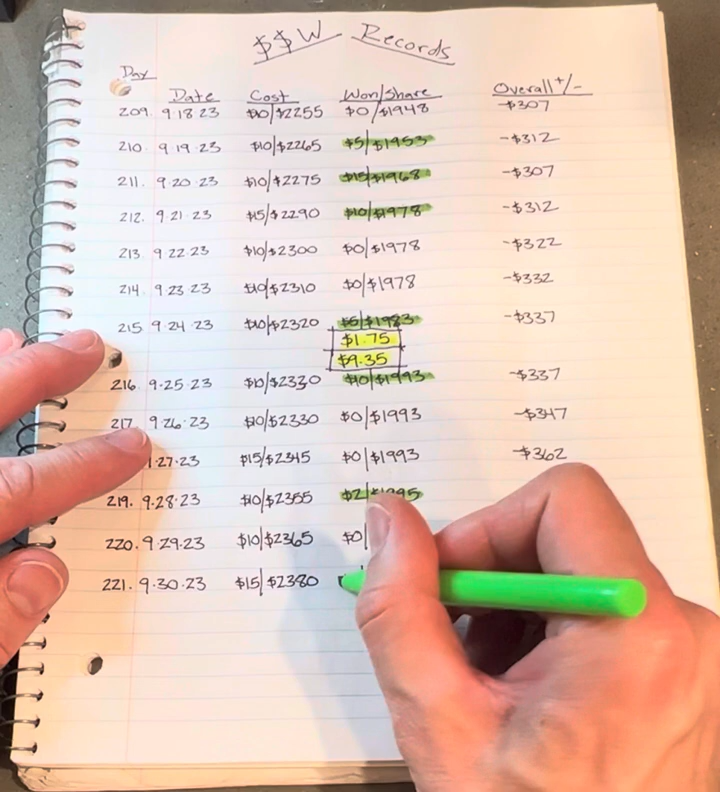 $$W Records
Day Date Cost Won/Share Overall +/-
209. 9.18.23 $10/$2255 $0/$1948 -$307
210. 9.19.23 $10/$2265 $5/$1953 -$312
211. 9.20.23 $10/$2275 $15/$1968 -$307
212. 9.21.23 $15/$2290 $10/$1978 -$312
213. 9.22.23 $10/$2300 $0/$1978 -$322
214. 9.23.23 $10/$2310 $0/$1978 -$332
215. 9.24.23 $10/$2320 $5/$1983 -$337
$1.75
$9.35
216. 9.25.23 $10/$2330 $10/$1993 -$337
217. 9.26.23 $10/$2330 $0/$1993 -$347
.27.23 $15/$2345 $0/$1993 -$362
219. 9.28.23 $10/$2355 $2/$1995
220. 9.29.23 $10/$2365 $0/
221. 9.30.23 $15/$2380